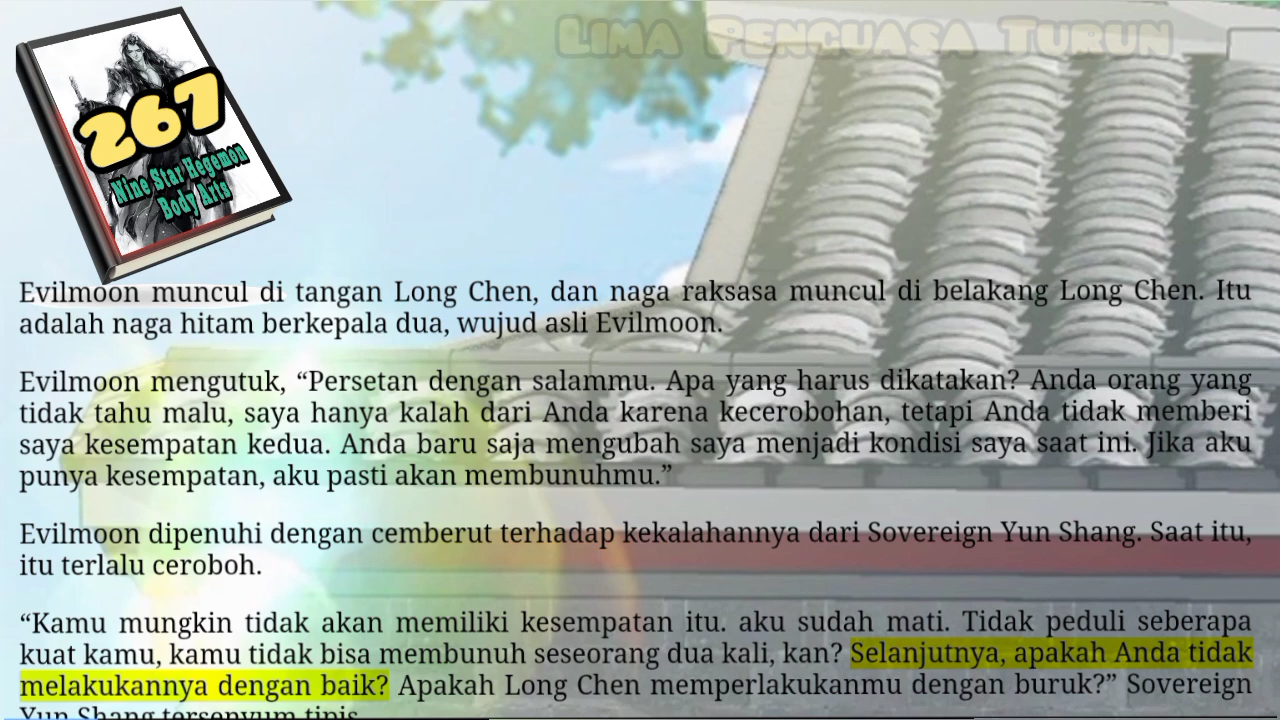 Lima Penguasa Turun
267
Nine Star Hegemon
Body Arts
Evilmoon muncul di tangan Long Chen, dan naga raksasa muncul di belakang Long Chen. Itu
adalah naga hitam berkepala dua, wujud asli Evilmoon.
Evilmoon mengutuk, “Persetan dengan salammu. Apa yang harus dikatakan? Anda orang yang
tidak tahu malu, saya hanya kalah dari Anda karena kecerobohan, tetapi Anda tidak memberi
saya kesempatan kedua. Anda baru saja mengubah saya menjadi kondisi saya saat ini. Jika aku
punya kesempatan, aku pasti akan membunuhmu.”
Evilmoon dipenuhi dengan cemberut terhadap kekalahannya dari Sovereign Yun Shang. Saat itu,
itu terlalu ceroboh.
“Kamu mungkin tidak akan memiliki kesempatan itu. aku sudah mati. Tidak peduli seberapa
kuat kamu, kamu tidak bisa membunuh seseorang dua kali, kan? Selanjutnya, apakah Anda tidak
melakukannya dengan baik? Apakah Long Chen memperlakukanmu dengan buruk?” Sovereign
Yun Shang tersenyum tipis.